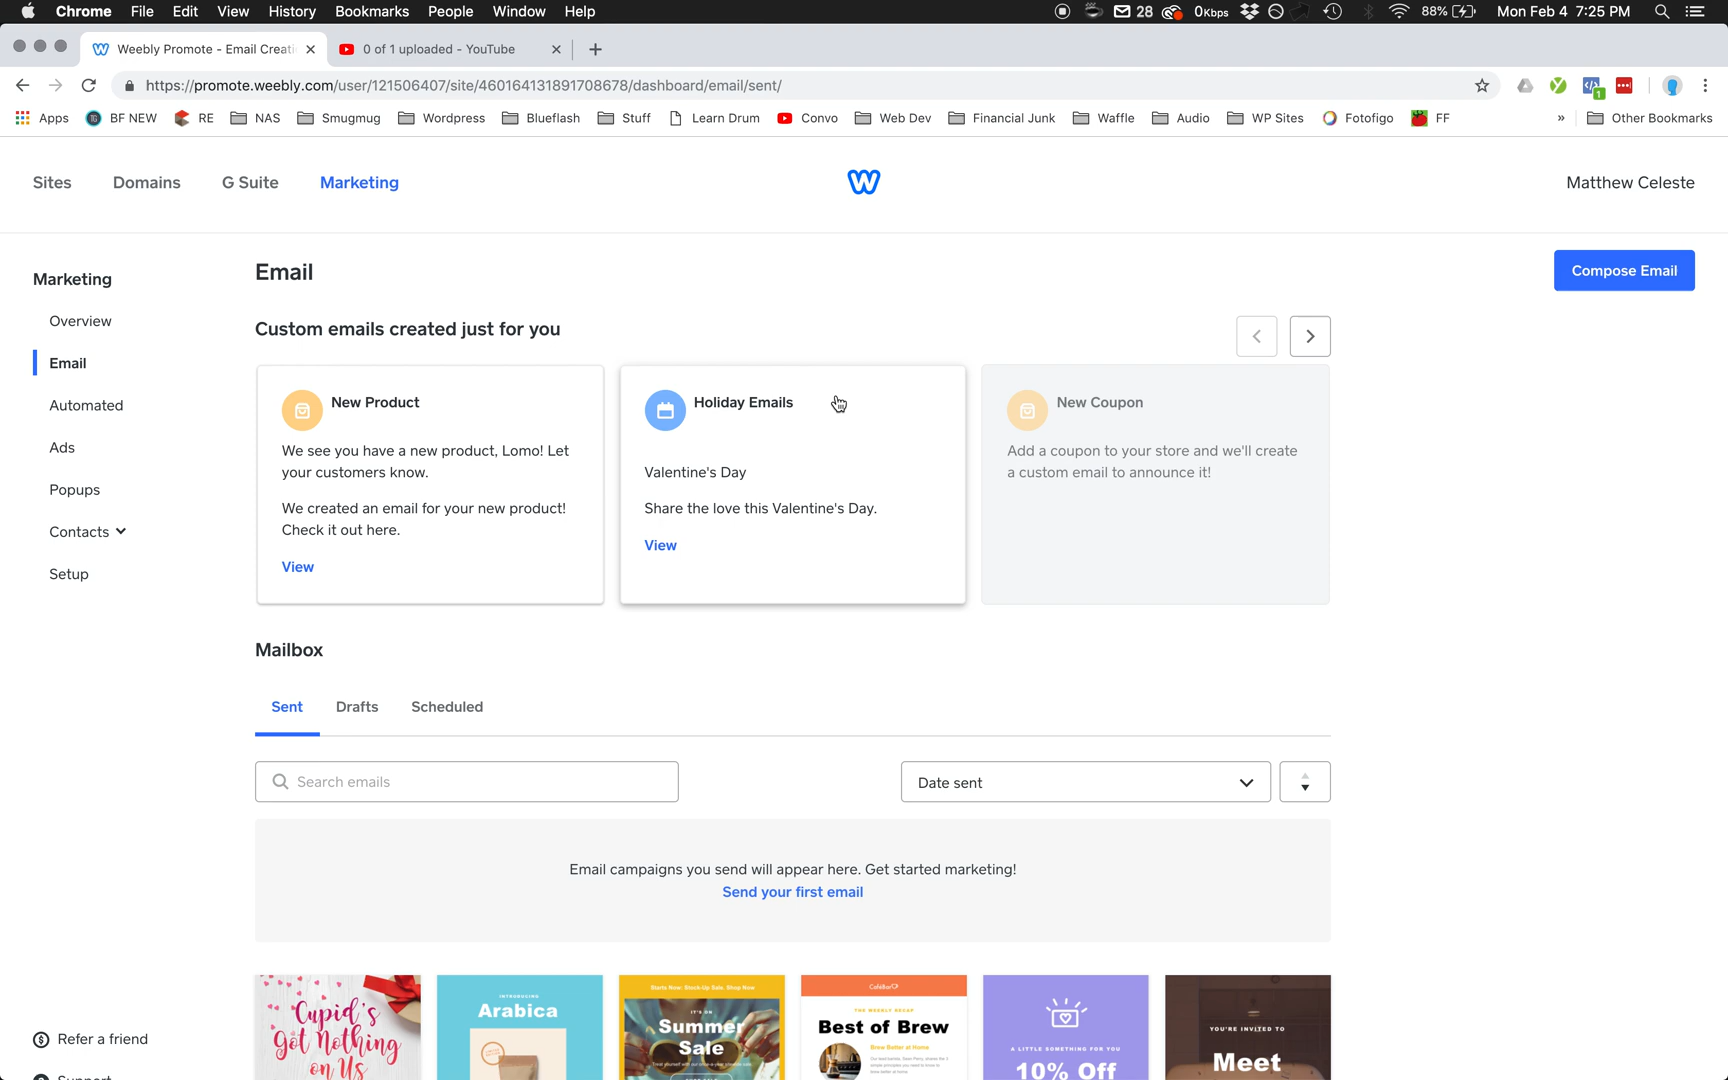 Chrome File Edit View History Bookmarks People Window Help 28 0Kbps 88% Mon Feb 4 7:25 PM
Weebly Promote - Email Creati 0 of 1 uploaded - YouTube
https://promote.weebly.com/user/121506407/site/460164131891708678/dashboard/email/sent/
1
Apps BF NEW RE NAS Smugmug Wordpress Blueflash Stuff Learn Drum Convo Web Dev Financial Junk Waffle Audio WP Sites Fotofigo FF » Other Bookmarks
Sites Domains G Suite Marketing Matthew Celeste
Marketing
Overview
Email
Automated
Ads
Popups
Contacts
Setup
Refer a friend
Support
Email
Compose Email
Custom emails created just for you
New Product
We see you have a new product, Lomo! Let
your customers know.
We created an email for your new product!
Check it out here.
View
Holiday Emails
Valentine's Day
Share the love this Valentine's Day.
View
New Coupon
Add a coupon to your store and we'll create
a custom email to announce it!
Mailbox
Sent Drafts Scheduled
Search emails
Date sent
Email campaigns you send will appear here. Get started marketing!
Send your first email
Cupid's
Got Nothing
on Us
INTRODUCING
Arabica
Starts Now: Stock-Up Sale. Shop Now
IT'S ON
Summer
Sale
THE WEEKLY RECAP
Best of Brew
Brew Better at Home
A LITTLE SOMETHING FOR YOU
10% Off
YOU'RE INVITED TO
Meet